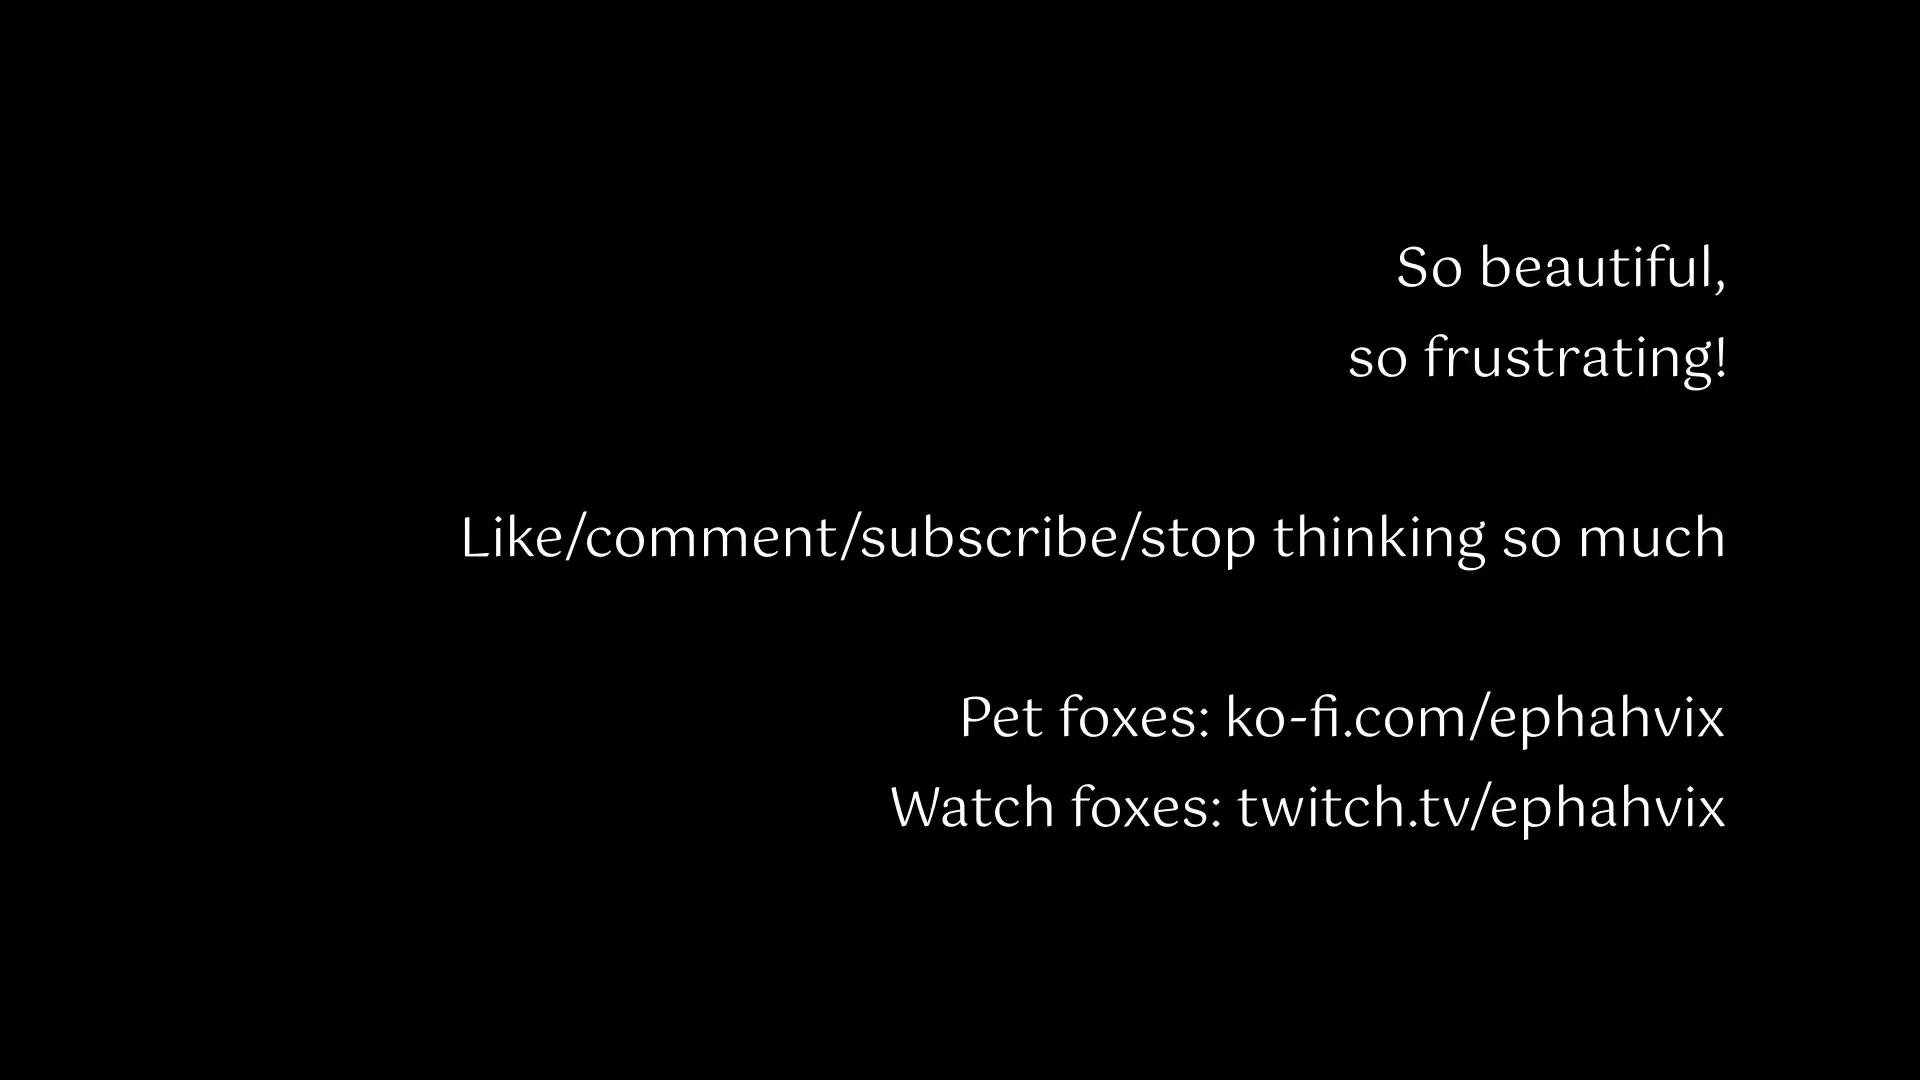 So beautiful,
so frustrating!
Like/comment/subscribe/stop thinking so much
Pet foxes: ko-fi.com/ephahvix
Watch foxes: twitch.tv/ephahvix